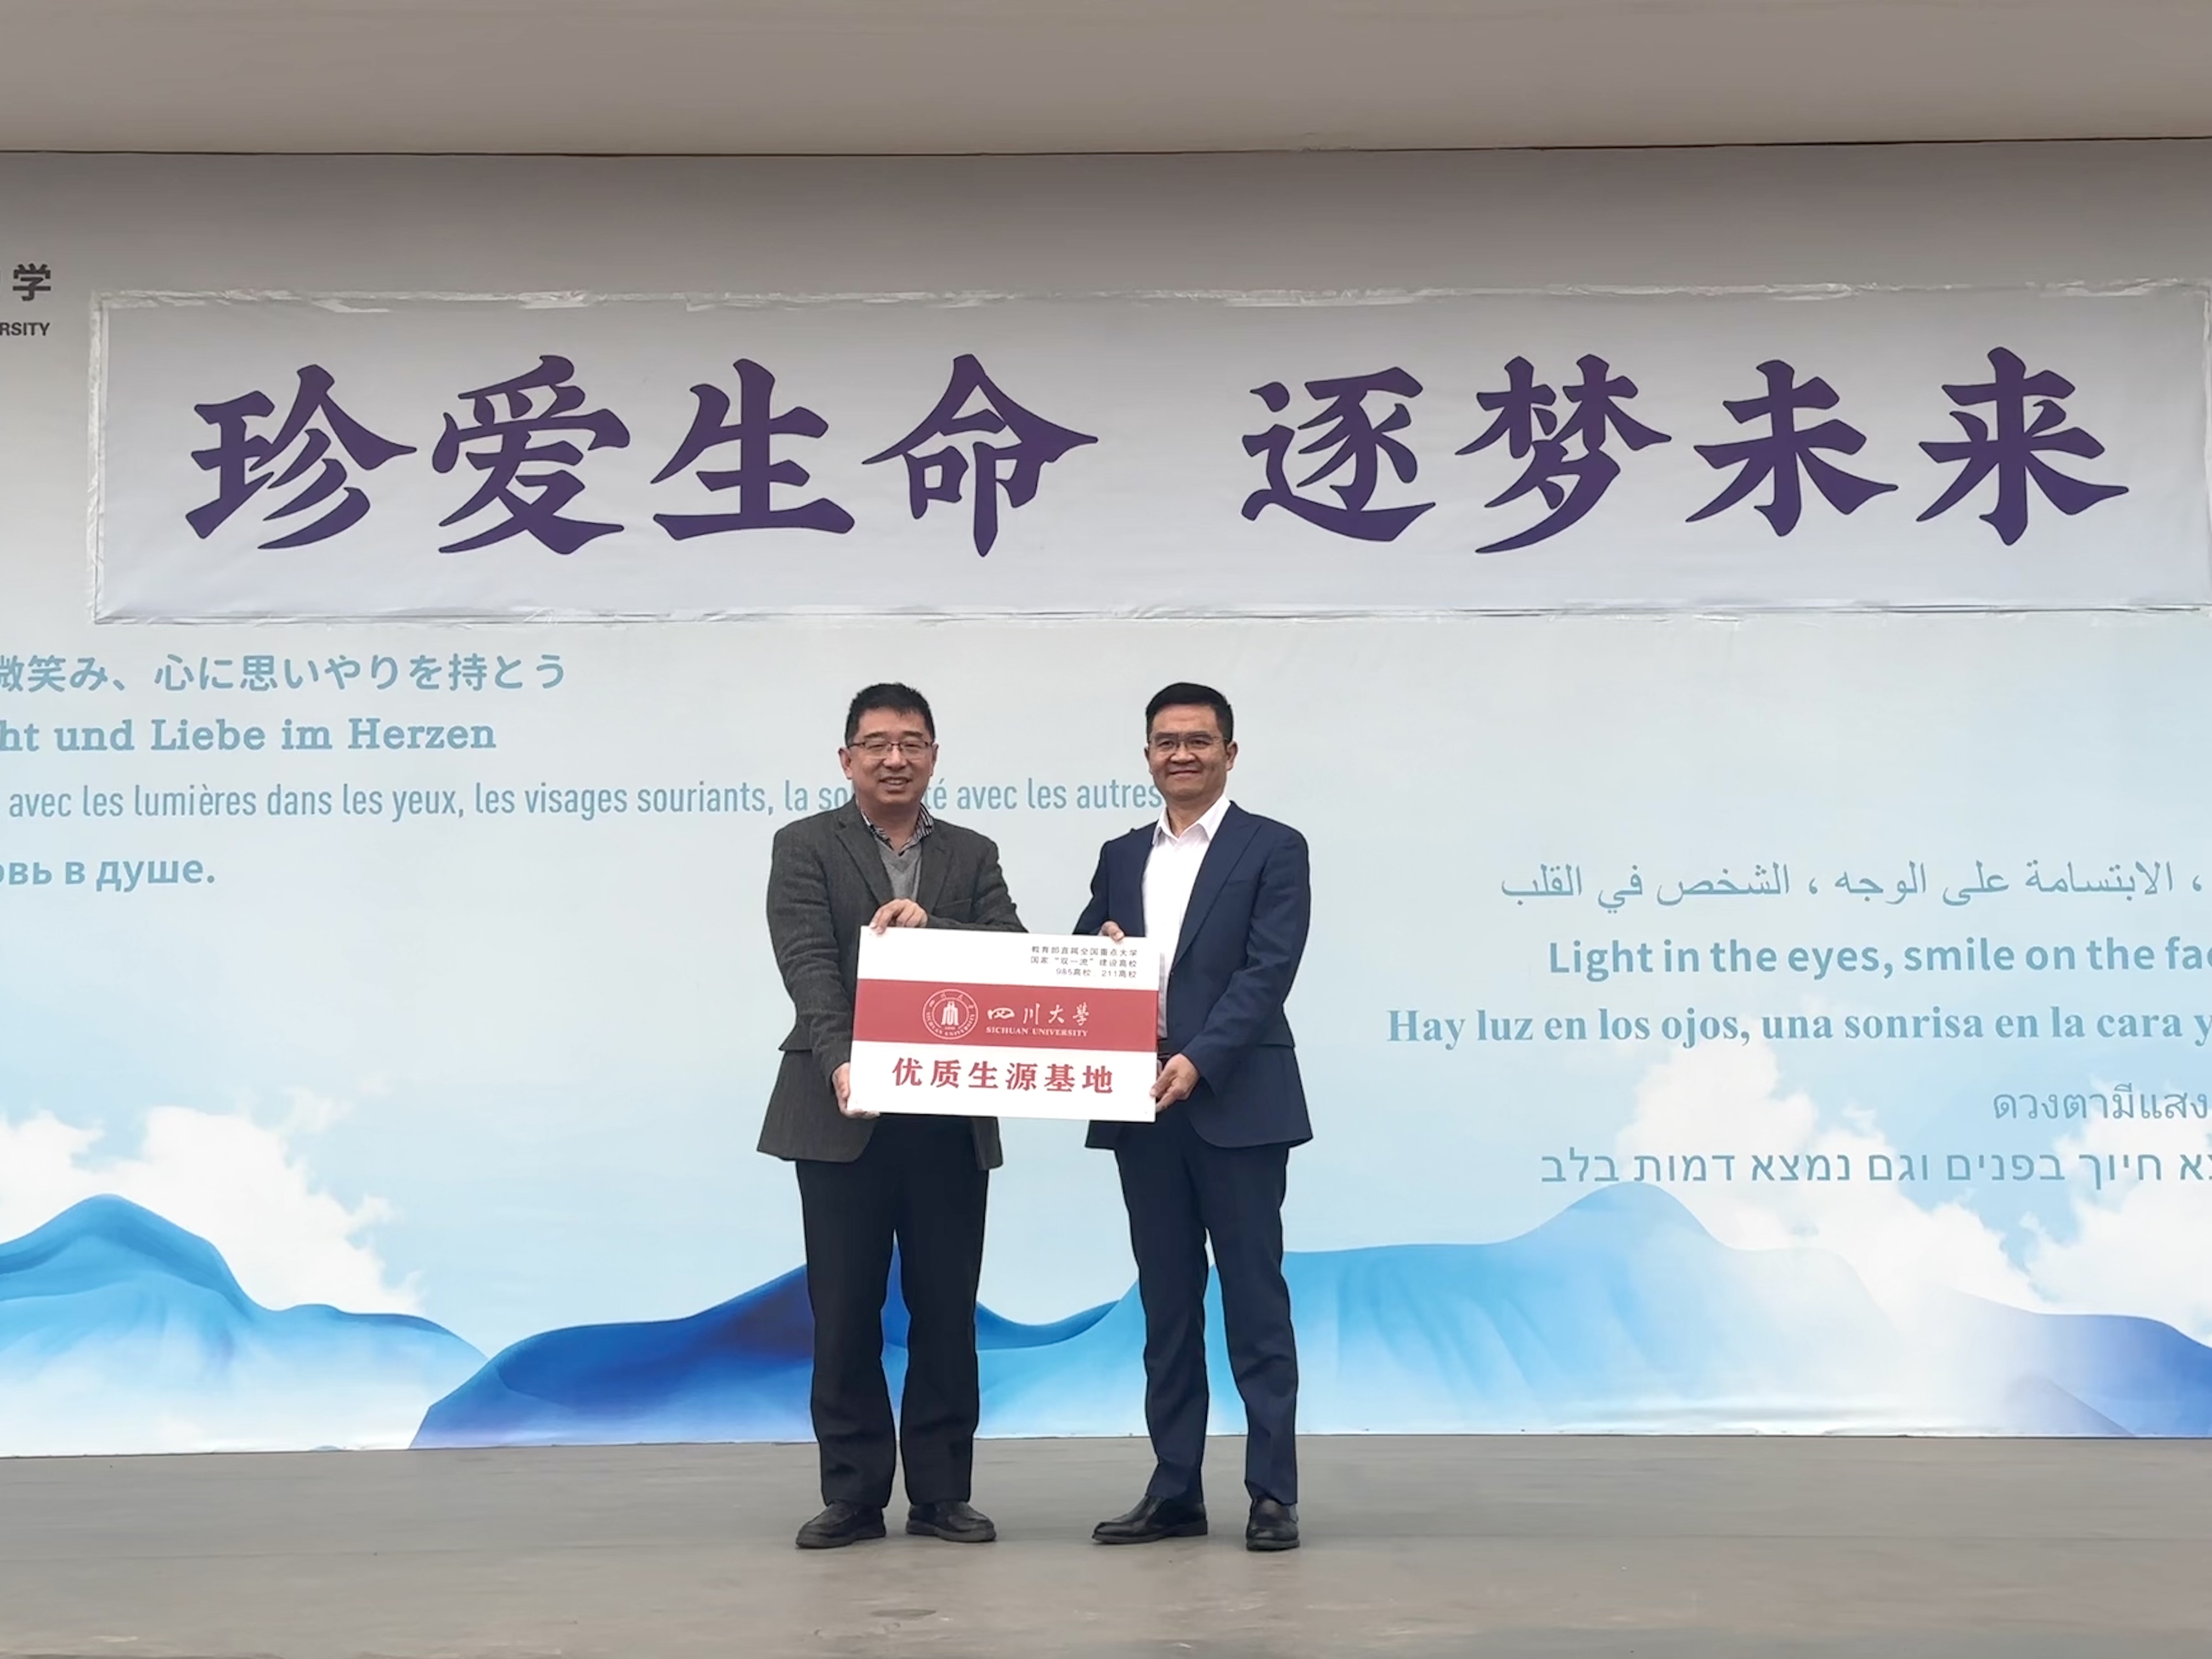 学
RSITY
珍爱生命 逐梦未来
微笑み、心に思いやりを持とう
ht und Liebe im Herzen
avec les lumières dans les yeux, les visages souriants, la so té avec les autres
овь в душе.
، الابتسامة على الوجه ، الشخص في القلب
Light in the eyes, smile on the fac
Hay luz en los ojos, una sonrisa en la cara y
ดวงตามีแสง
א חיוך בפנים וגם נמצא דמות בלב
教育部直属全国重点大学
国家“双一流”建设高校
985高校 211高校
四川大學
SICHUAN UNIVERSITY
SICHUAN UNIVERSITY
优质生源基地